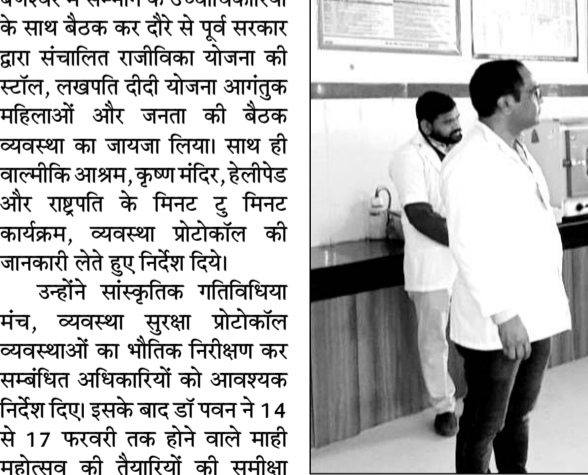 बेणेश्वर में सम्मान के उच्चाधिकारियों
के साथ बैठक कर दौरे से पूर्व सरकार
द्वारा संचालित राजीविका योजना की
स्टॉल, लखपति दीदी योजना आगंतुक
महिलाओं और जनता की बैठक
व्यवस्था का जायजा लिया। साथ ही
वाल्मीकि आश्रम, कृष्ण मंदिर, हेलीपेड
और राष्ट्रपति के मिनट टु मिनट
कार्यक्रम, व्यवस्था प्रोटोकॉल की
जानकारी लेते हुए निर्देश दिये।
उन्होंने सांस्कृतिक गतिविधिया
मंच, व्यवस्था सुरक्षा प्रोटोकॉल
व्यवस्थाओं का भौतिक निरीक्षण कर
सम्बंधित अधिकारियों को आवश्यक
निर्देश दिए। इसके बाद डॉ पवन ने 14
से 17 फरवरी तक होने वाले माही
महोत्सव की तैयारियों की समीक्षा